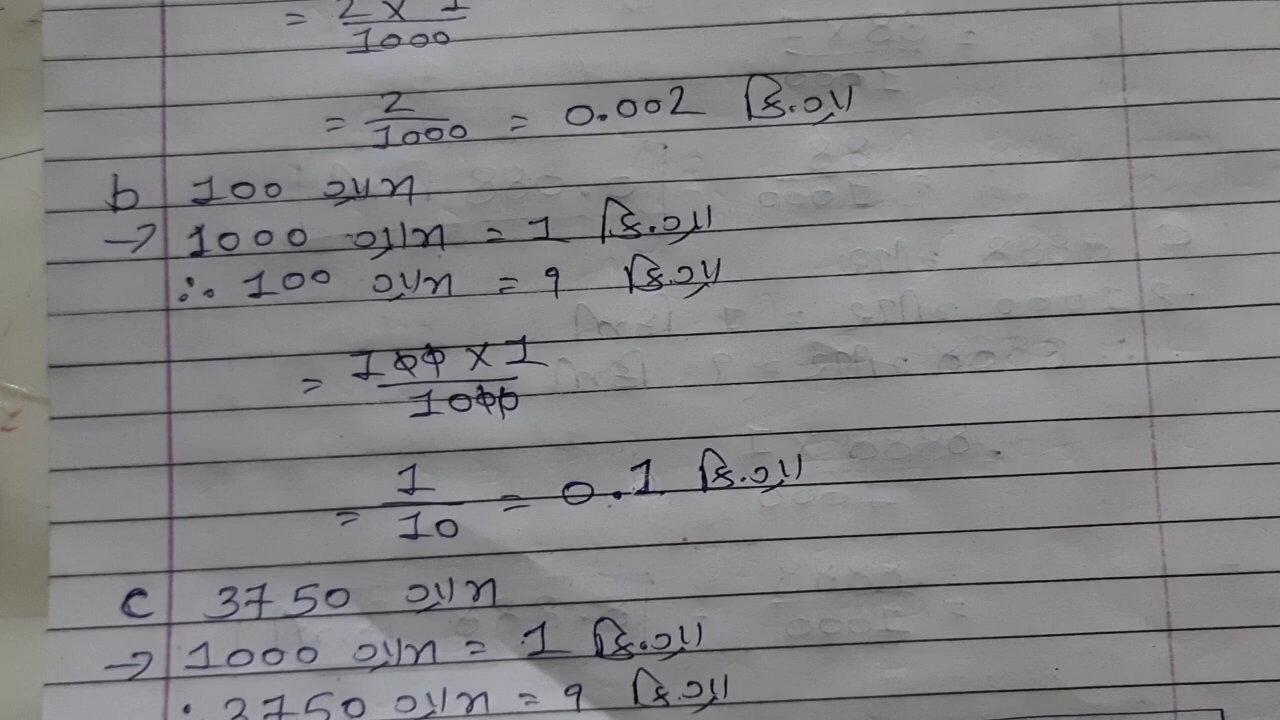 = 2 × 1 / 1000
= 2/1000 = 0.002 કિ.ગ્રા
b 100 ગ્રામ
→ 1000 ગ્રામ = 1 કિ.ગ્રા
∴ 100 ગ્રામ = ? કિ.ગ્રા
= 100 × 1 / 1000
= 1/10 = 0.1 કિ.ગ્રા
c 3750 ગ્રામ
→ 1000 ગ્રામ = 1 કિ.ગ્રા
∴ 3750 ગ્રામ = ? કિ.ગ્રા